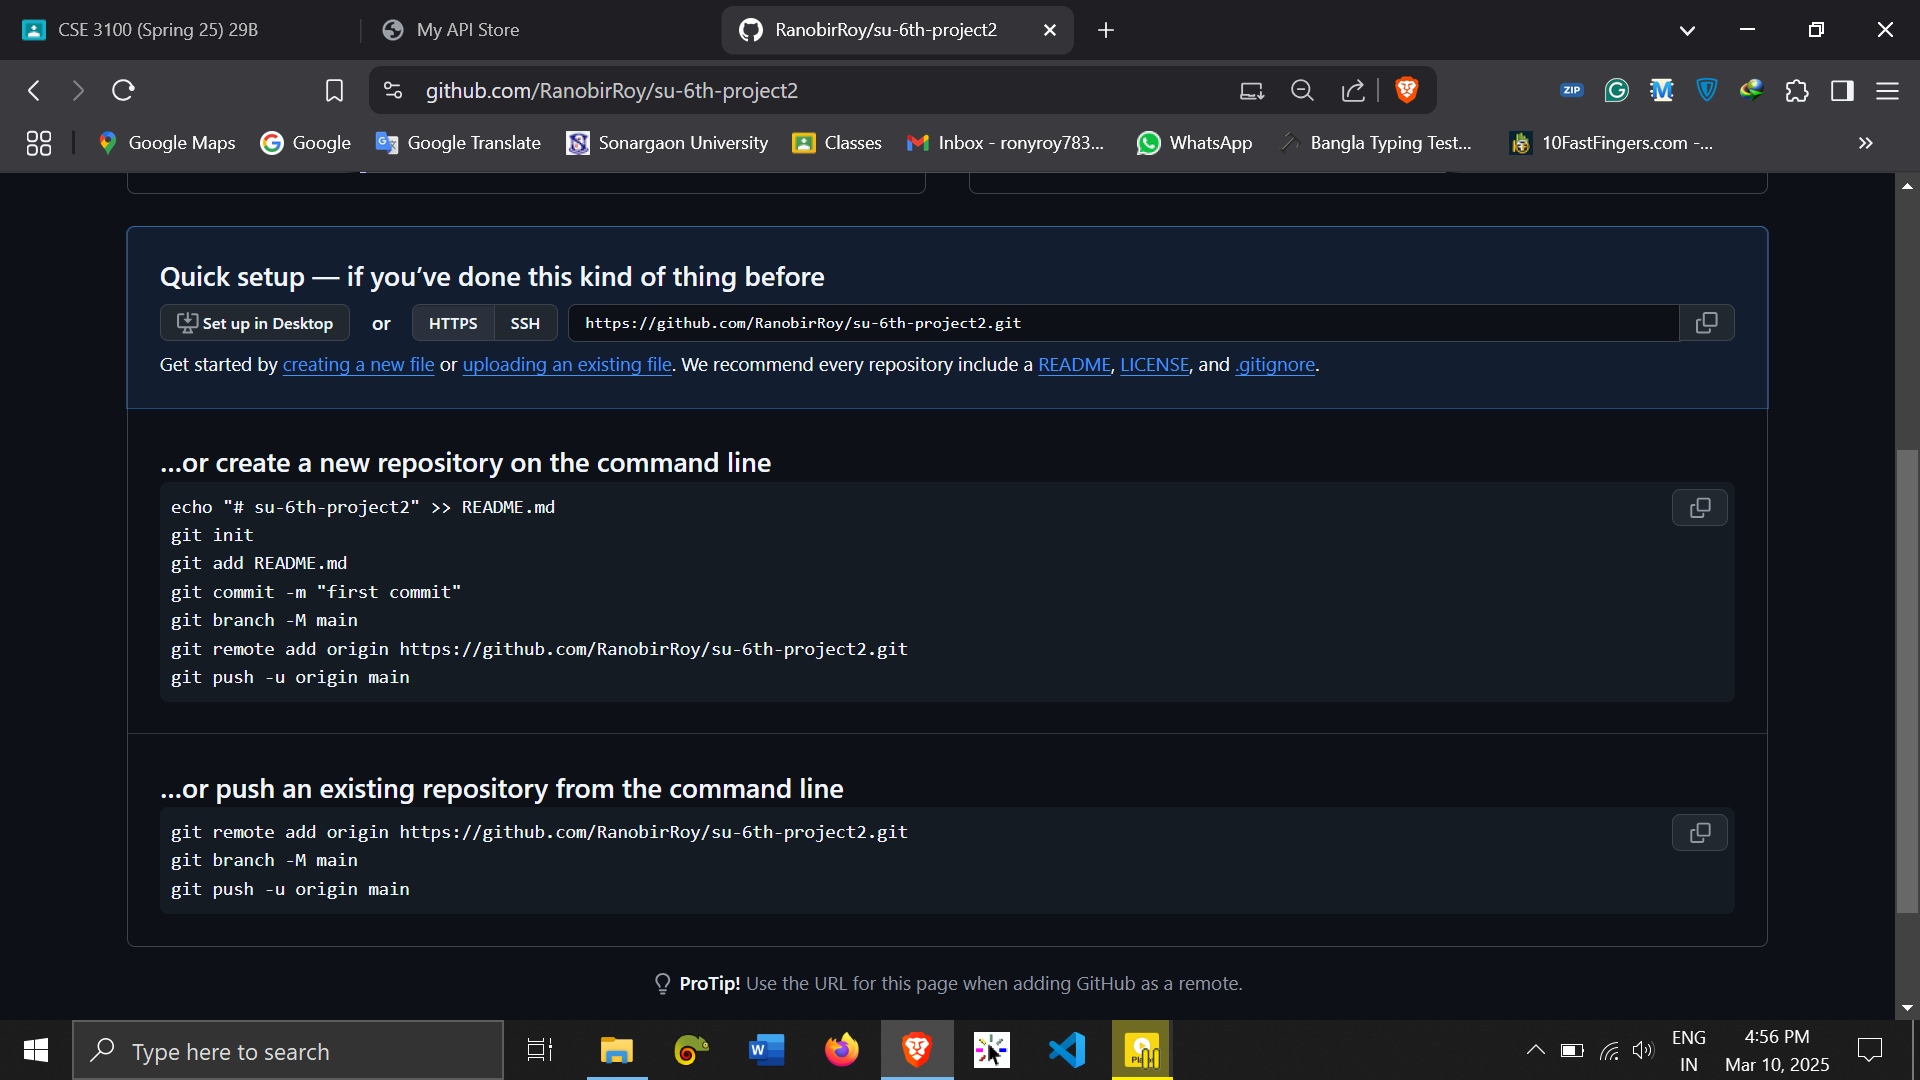 CSE 3100 (Spring 25) 29B
My API Store
RanobirRoy/su-6th-project2
github.com/RanobirRoy/su-6th-project2
ZIP
Google Maps
Google
Google Translate
Sonargaon University
Classes
Inbox - ronyroy783...
WhatsApp
Bangla Typing Test...
10FastFingers.com -...
Quick setup — if you’ve done this kind of thing before
Set up in Desktop or HTTPS SSH https://github.com/RanobirRoy/su-6th-project2.git
Get started by creating a new file or uploading an existing file. We recommend every repository include a README, LICENSE, and .gitignore.
…or create a new repository on the command line
echo "# su-6th-project2" >> README.md
git init
git add README.md
git commit -m "first commit"
git branch -M main
git remote add origin https://github.com/RanobirRoy/su-6th-project2.git
git push -u origin main
…or push an existing repository from the command line
git remote add origin https://github.com/RanobirRoy/su-6th-project2.git
git branch -M main
git push -u origin main
ProTip! Use the URL for this page when adding GitHub as a remote.
Type here to search
ENG
IN
4:56 PM
Mar 10, 2025